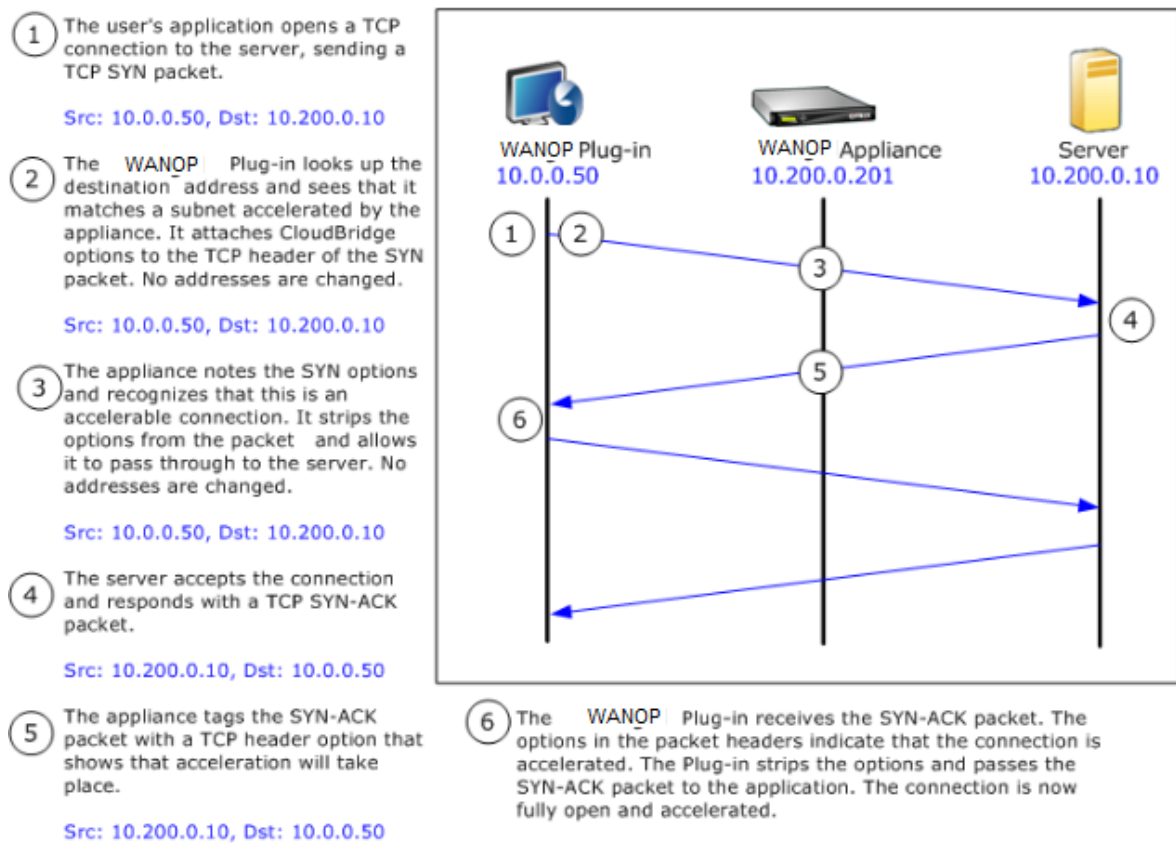 1
The user's application opens a TCP
connection to the server, sending a
TCP SYN packet.
Src: 10.0.0.50, Dst: 10.200.0.10
2
The WANOP Plug-in looks up the
destination address and sees that it
matches a subnet accelerated by the
appliance. It attaches CloudBridge
options to the TCP header of the SYN
packet. No addresses are changed.
Src: 10.0.0.50, Dst: 10.200.0.10
3
The appliance notes the SYN options
and recognizes that this is an
accelerable connection. It strips the
options from the packet and allows
it to pass through to the server. No
addresses are changed.
Src: 10.0.0.50, Dst: 10.200.0.10
4
The server accepts the connection
and responds with a TCP SYN-ACK
packet.
Src: 10.200.0.10, Dst: 10.0.0.50
5
The appliance tags the SYN-ACK
packet with a TCP header option that
shows that acceleration will take
place.
Src: 10.200.0.10, Dst: 10.0.0.50
WANOP Plug-in
10.0.0.50
WANOP Appliance
10.200.0.201
Server
10.200.0.10
1
2
3
4
5
6
6
The WANOP Plug-in receives the SYN-ACK packet. The
options in the packet headers indicate that the connection is
accelerated. The Plug-in strips the options and passes the
SYN-ACK packet to the application. The connection is now
fully open and accelerated.